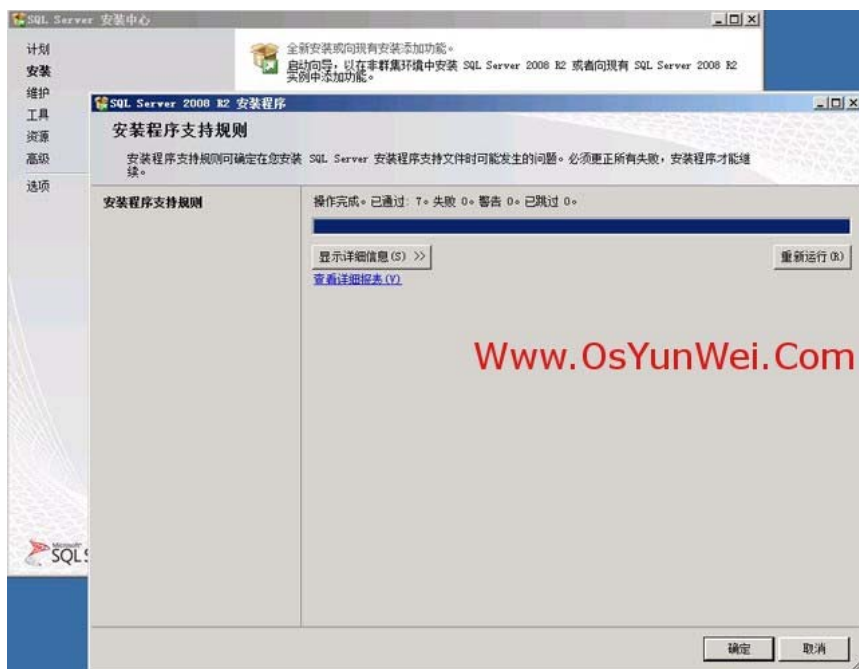 SQL Server 安装中心
计划
安装
维护
工具
资源
高级
选项
全新安装或向现有安装添加功能。
启动向导，以在非群集环境中安装 SQL Server 2008 R2 或者向现有 SQL Server 2008 R2
实例中添加功能。
SQL Server 2008 R2 安装程序
安装程序支持规则
安装程序支持规则可确定在您安装 SQL Server 安装程序支持文件时可能发生的问题。必须更正所有失败，安装程序才能继
续。
安装程序支持规则
操作完成。已通过: 7。失败 0。警告 0。已跳过 0。
显示详细信息(S) >>
重新运行(R)
查看详细报表(V)
Www.OsYunWei.Com
Microsoft
SQL S
确定
取消